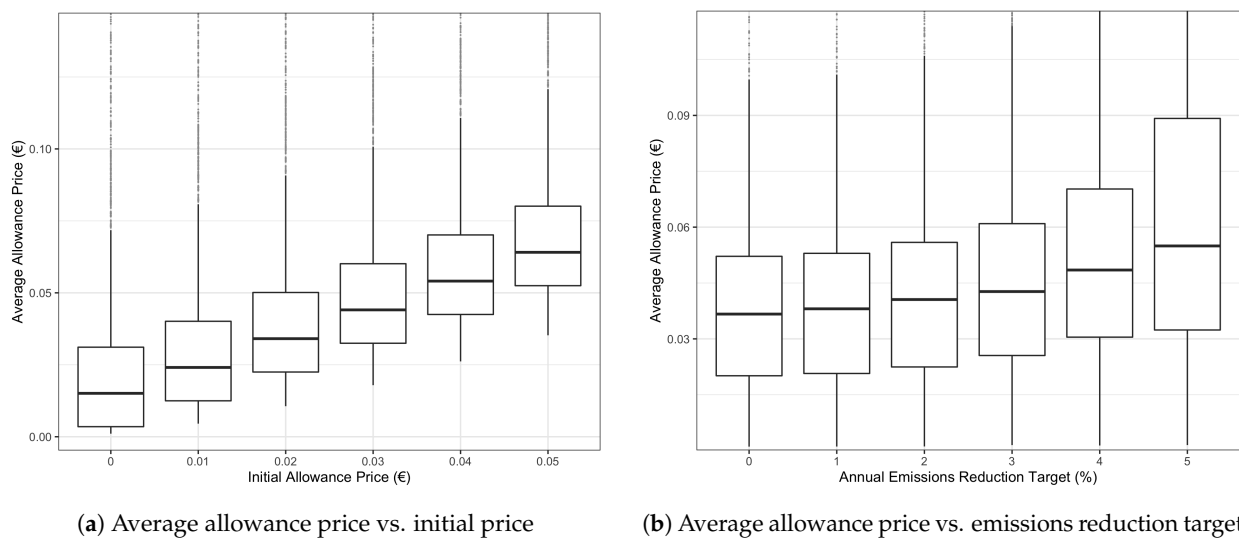 0.10
0.05
0.00
Average Allowance Price (€)
0 0.01 0.02 0.03 0.04 0.05
Initial Allowance Price (€)
(a) Average allowance price vs. initial price
0.09
0.06
0.03
Average Allowance Price (€)
0 1 2 3 4 5
Annual Emissions Reduction Target (%)
(b) Average allowance price vs. emissions reduction target